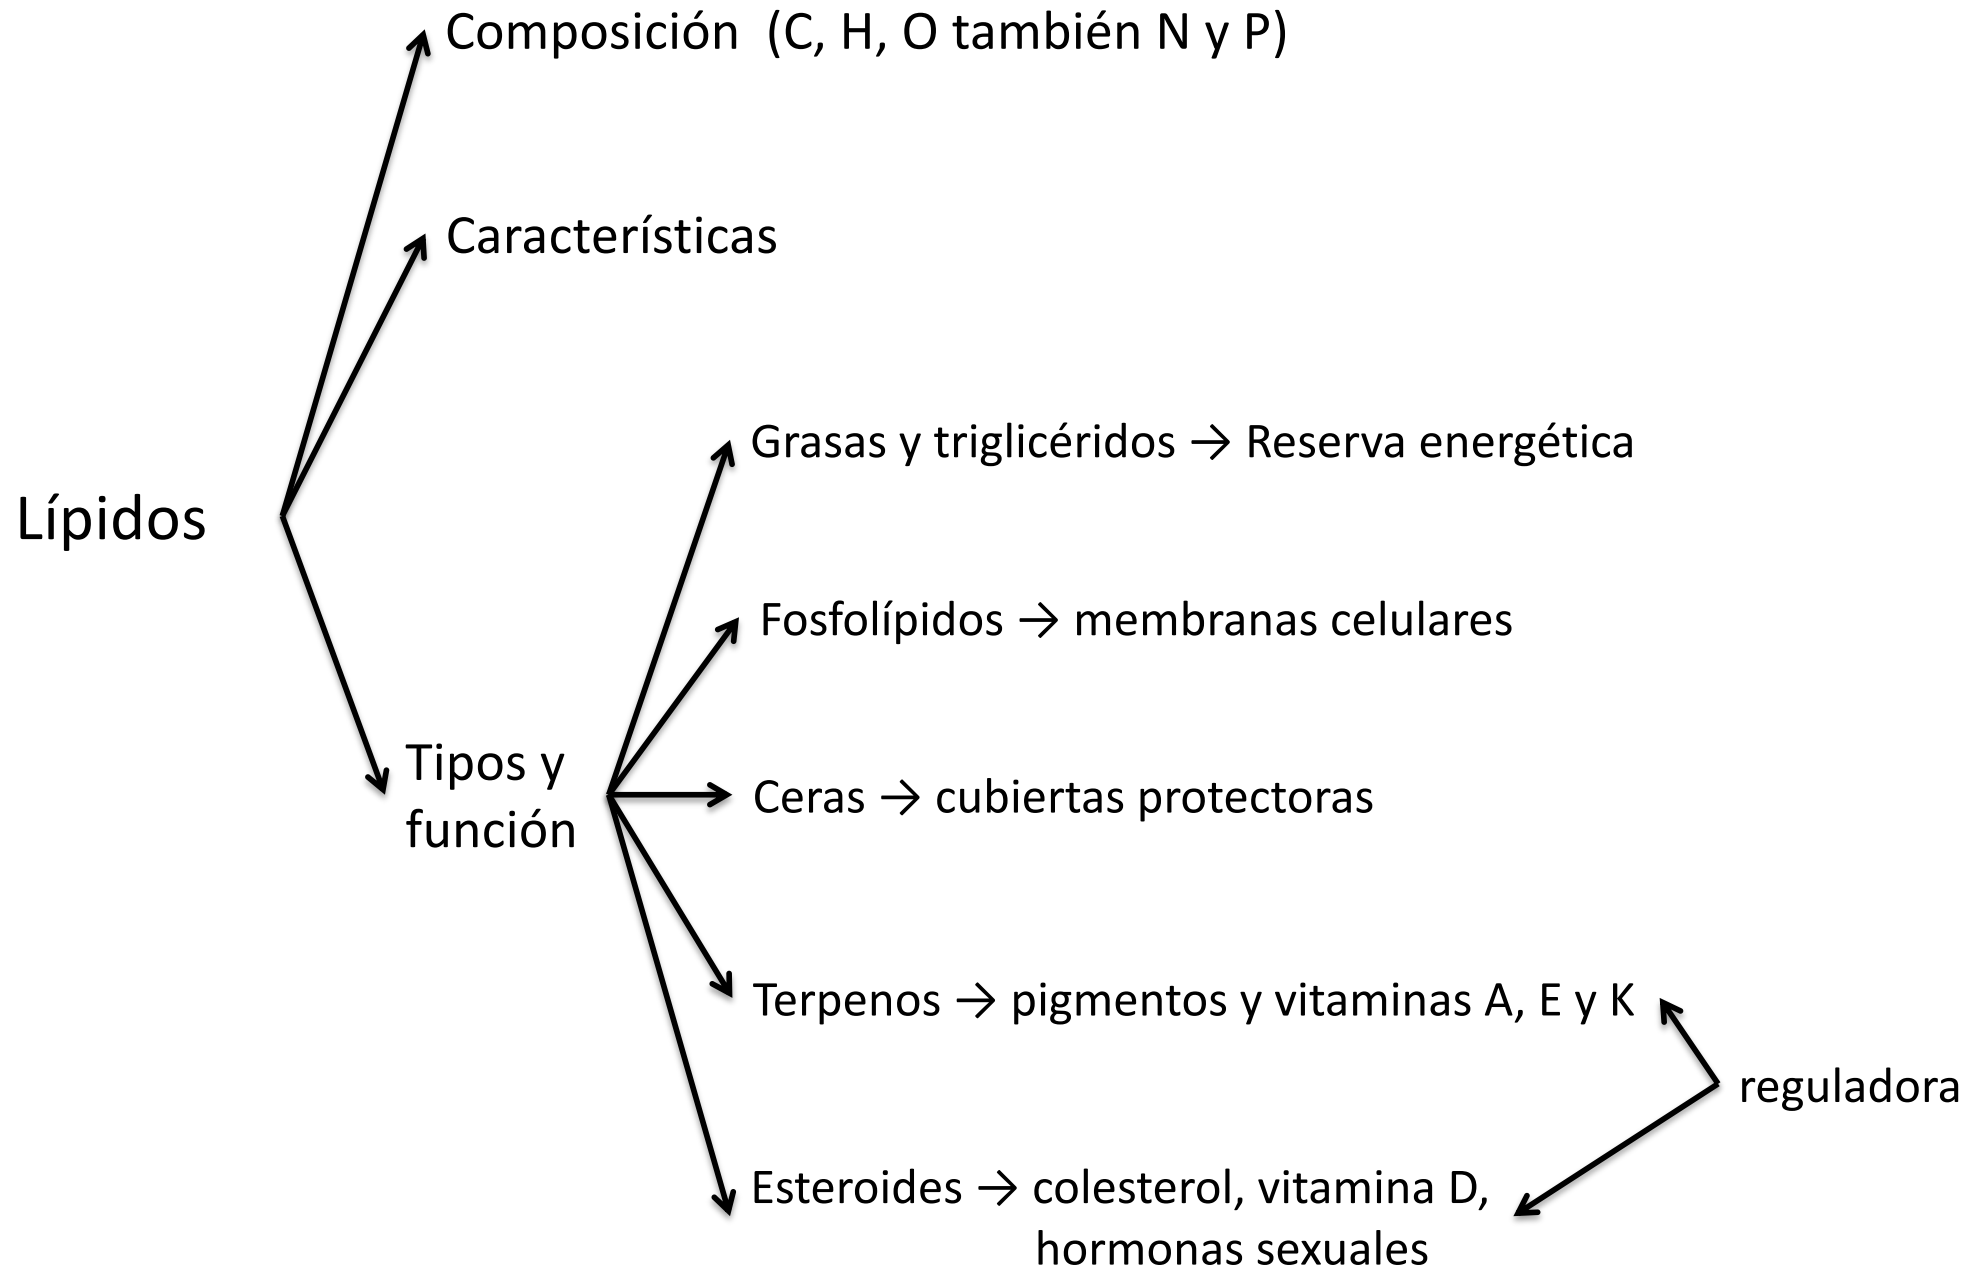 Composición (C, H, O también N y P)
Características
Lípidos
Grasas y triglicéridos → Reserva energética
Fosfolípidos → membranas celulares
Tipos y
función
Ceras → cubiertas protectoras
Terpenos → pigmentos y vitaminas A, E y K
reguladora
Esteroides → colesterol, vitamina D,
hormonas sexuales